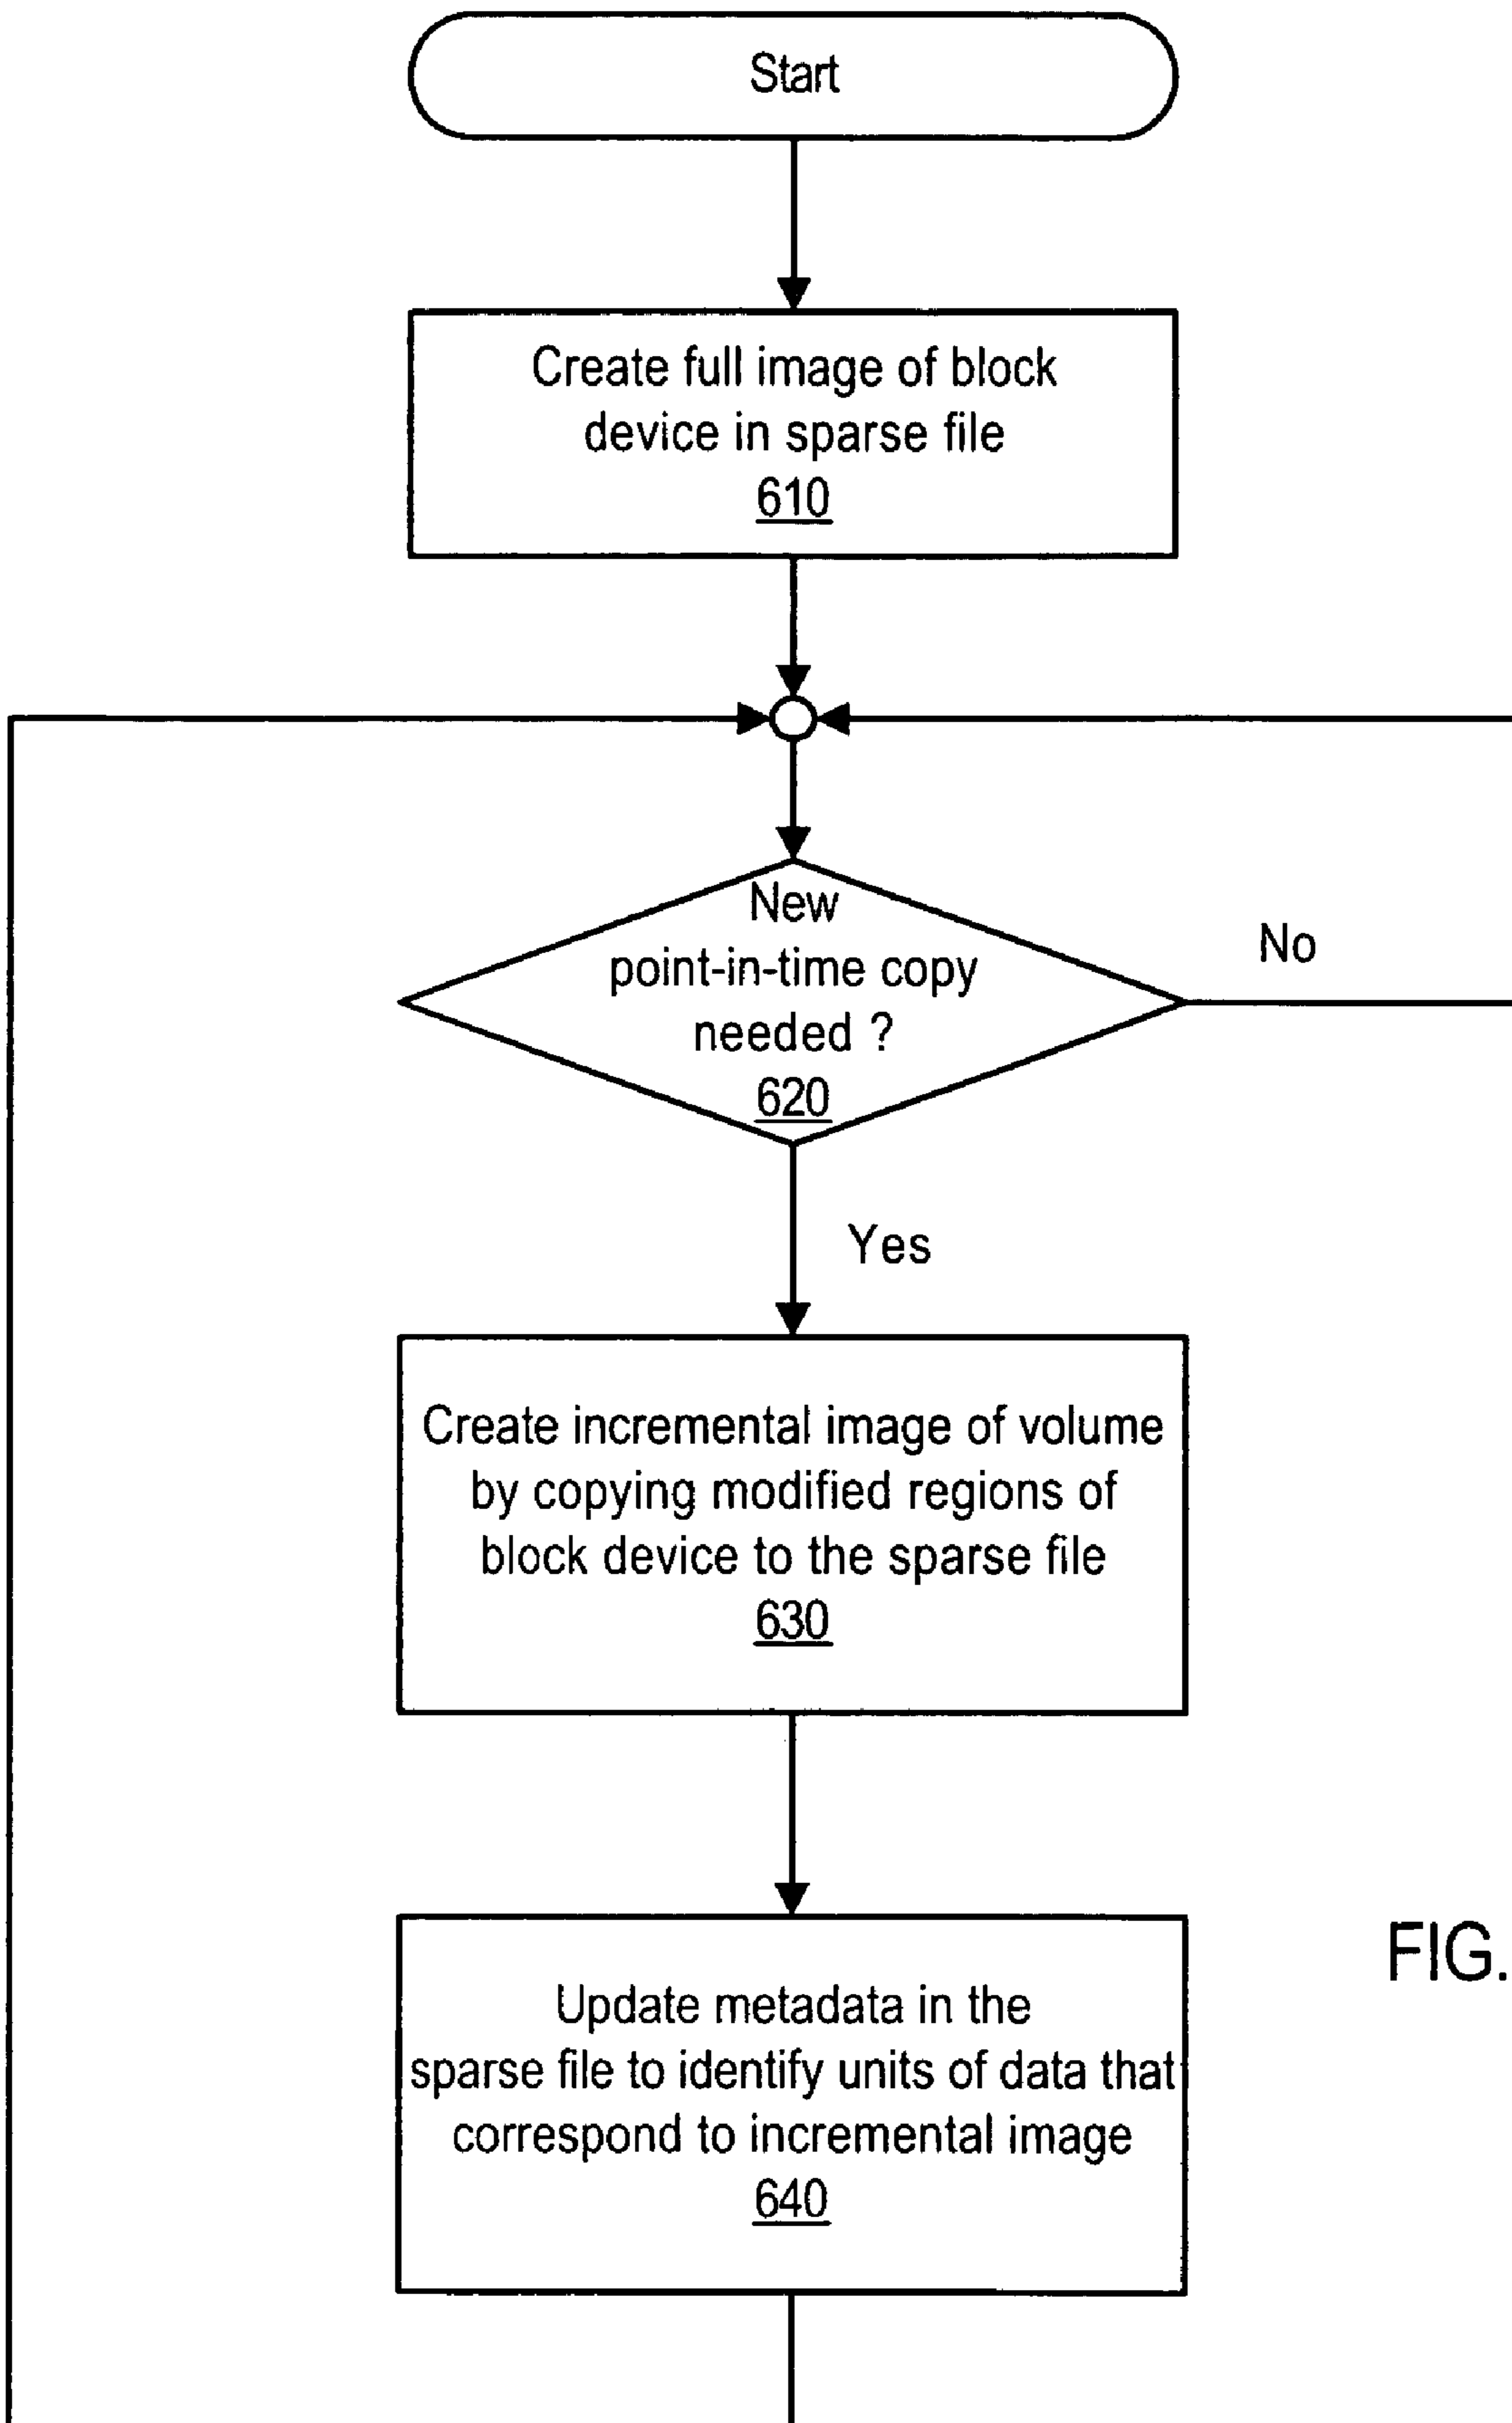 Start
Create full image of block
device in sparse file
610
New
point-in-time copy
needed ?
620
No
Yes
Create incremental image of volume
by copying modified regions of
block device to the sparse file
630
Update metadata in the
sparse file to identify units of data that
correspond to incremental image
640
FIG.